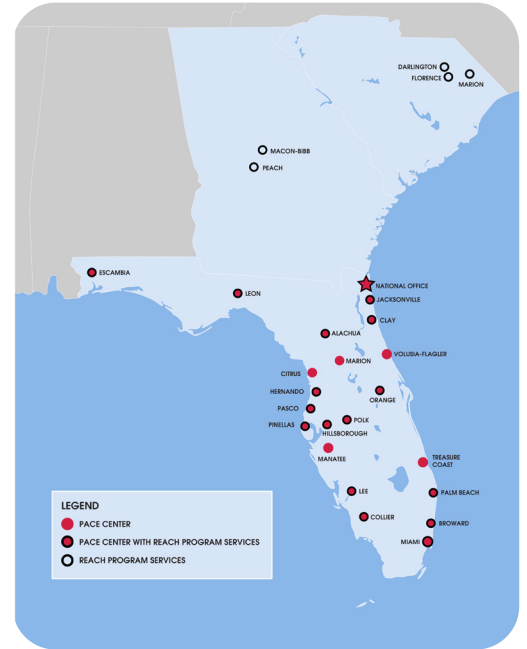 DARLINGTON
FLORENCE
MARION
MACON-BIBB
PEACH
ESCAMBIA
LEON
NATIONAL OFFICE
JACKSONVILLE
CLAY
ALACHUA
VOLUSIA-FLAGLER
MARION
CITRUS
HERNANDO
ORANGE
PASCO
POLK
PINELLAS
HILLSBOROUGH
MANATEE
TREASURE
COAST
LEE
PALM BEACH
COLLIER
BROWARD
MIAMI
LEGEND
PACE CENTER
PACE CENTER WITH REACH PROGRAM SERVICES
REACH PROGRAM SERVICES